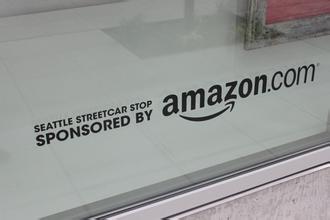 SEATTLE STREETCAR STOP
SPONSORED BY amazon.com®